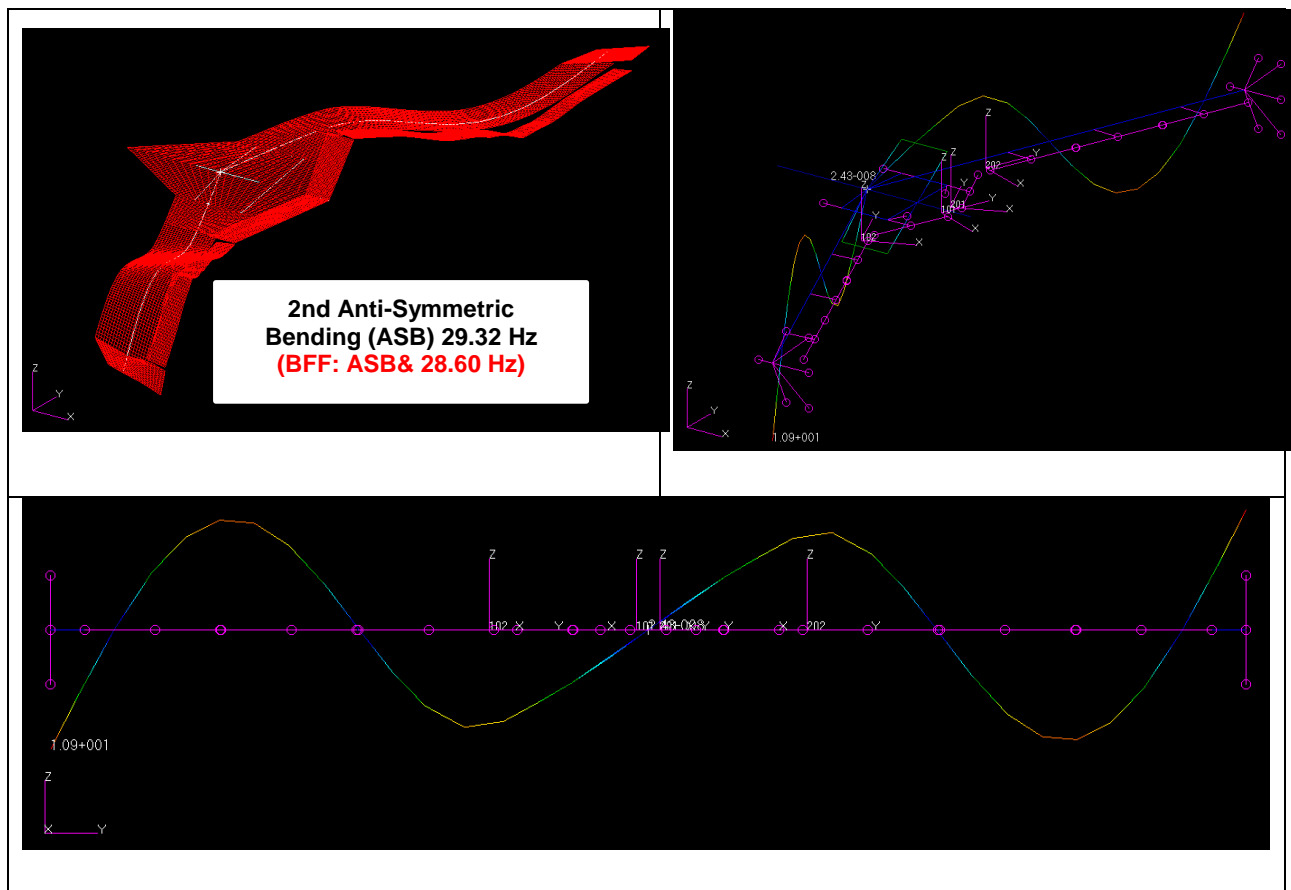 2nd Anti-Symmetric
Bending (ASB) 29.32 Hz
(BFF: ASB& 28.60 Hz)
Z
Y
X
Z
202
Y
X
Z
Z
2.43-008
Z
Y
201
101
Y
X
X
Y
102
X
Z
Y
X
1.09+001
Z
Z
Z
Z
102
X
Y
X
101
Y
Y
X
202
Y
1.09+001
Z
X
Y